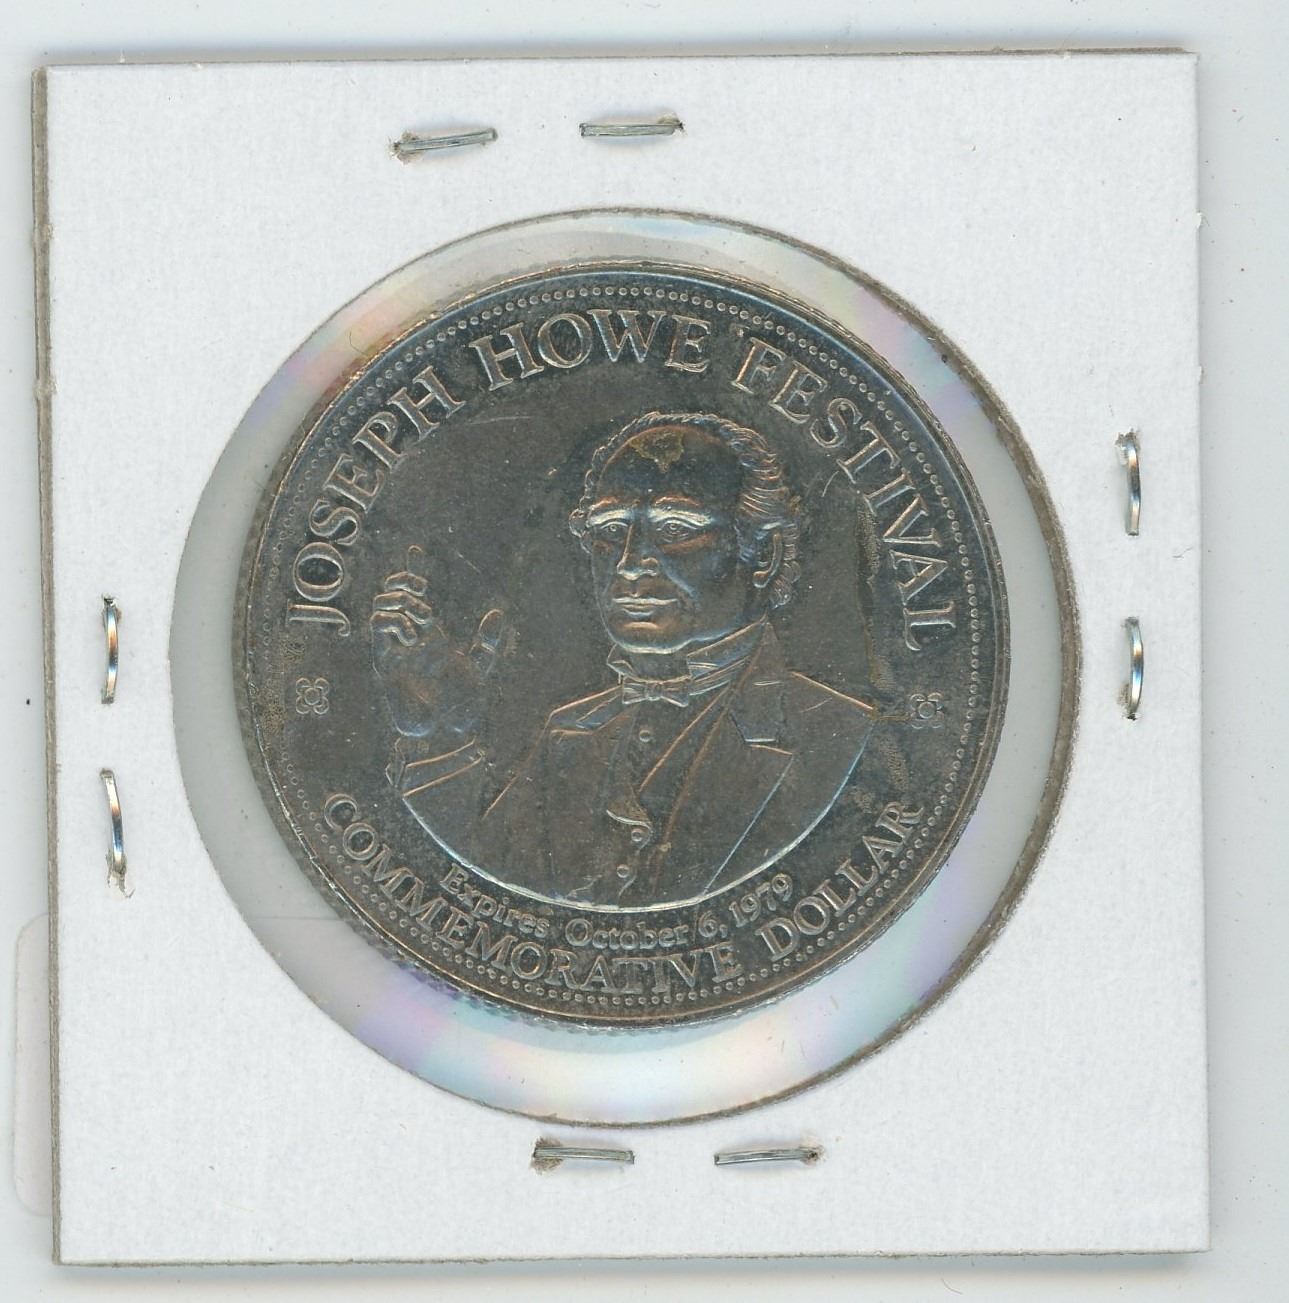 JOSEPH HOWE FESTIVAL
Expires October 6, 1979
COMMEMORATIVE DOLLAR